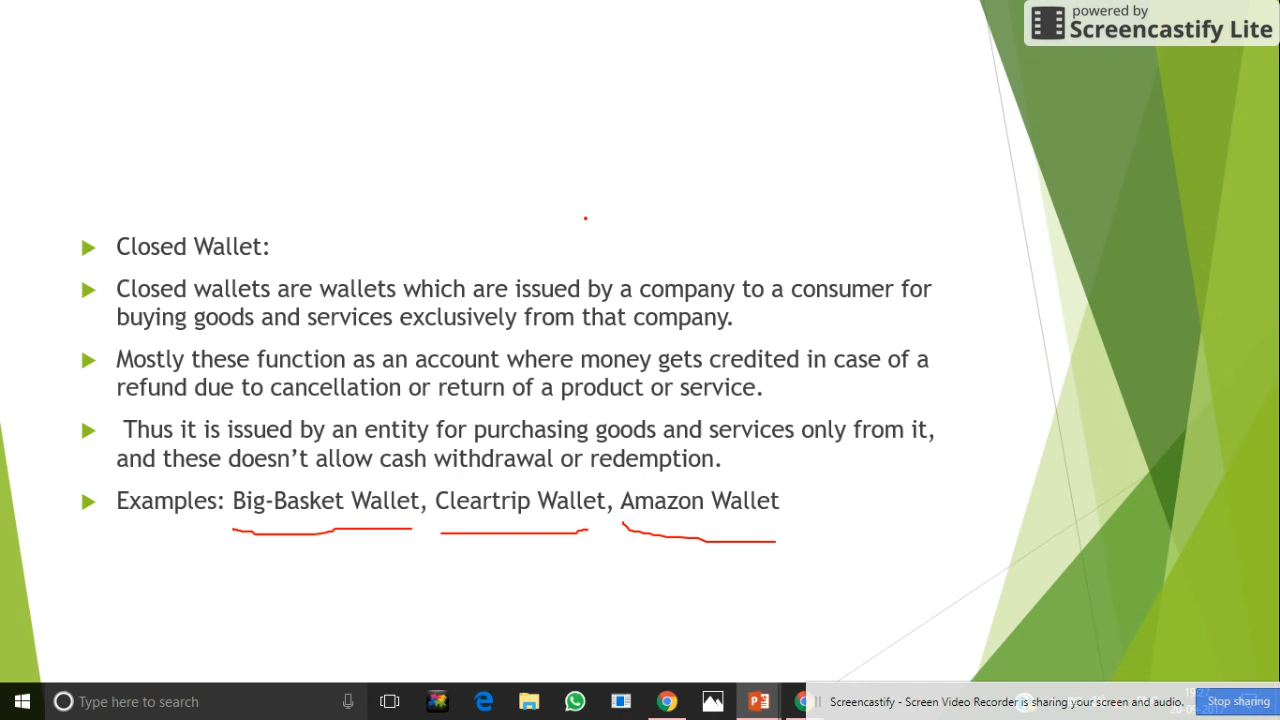 powered by
Screencastify Lite
Closed Wallet:
Closed wallets are wallets which are issued by a company to a consumer for
buying goods and services exclusively from that company.
Mostly these function as an account where money gets credited in case of a
refund due to cancellation or return of a product or service.
Thus it is issued by an entity for purchasing goods and services only from it,
and these doesn’t allow cash withdrawal or redemption.
Examples: Big-Basket Wallet, Cleartrip Wallet, Amazon Wallet
Type here to search
Screencastify - Screen Video Recorder is sharing your screen and audio.
Stop sharing